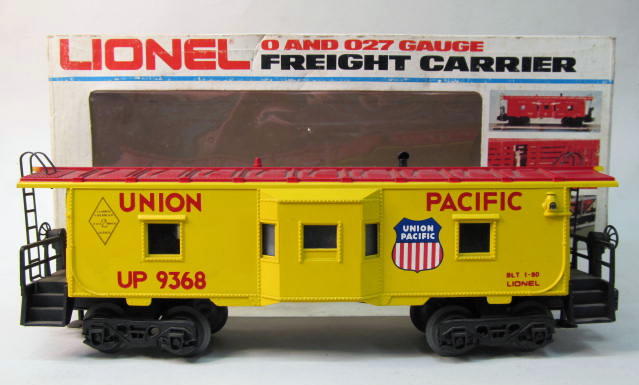 LIONEL
O AND O27 GAUGE
FREIGHT CARRIER
UNION PACIFIC
UNION
PACIFIC
UP 9368
BLT 1-80
LIONEL